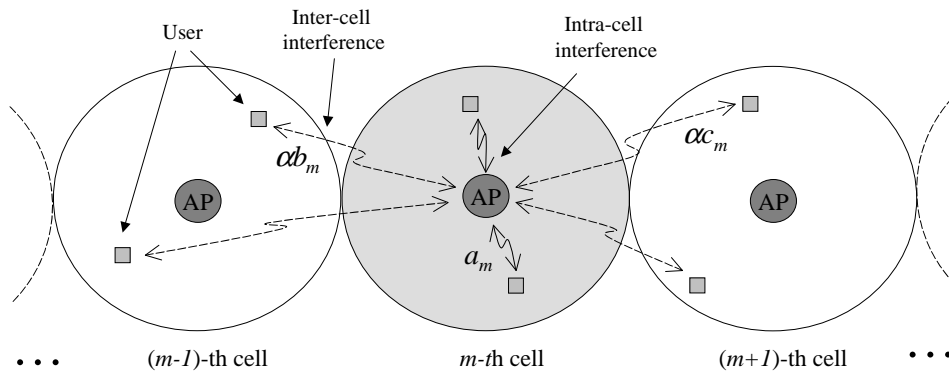 User
Inter-cell
interference
Intra-cell
interference
αb_m
αc_m
AP
AP
AP
a_m
(m-1)-th cell
m-th cell
(m+1)-th cell